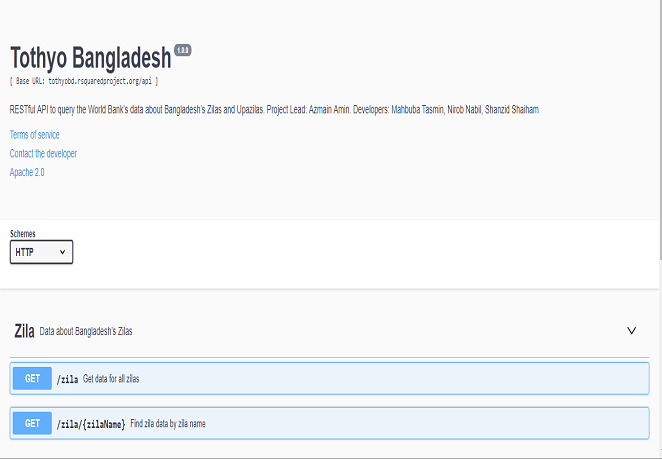 Tothyo Bangladesh 1.0.0
[ Base URL: tothyobd.rsquaredproject.org/api ]
RESTful API to query the World Bank's data about Bangladesh's Zilas and Upazilas. Project Lead: Azmain Amin. Developers: Mahbuba Tasmin, Nirob Nabil, Shanzid Shaiham
Terms of service
Contact the developer
Apache 2.0
Schemes
HTTP
Zila Data about Bangladesh's Zilas
GET /zila Get data for all zilas
GET /zila/{zilaName} Find zila data by zila name